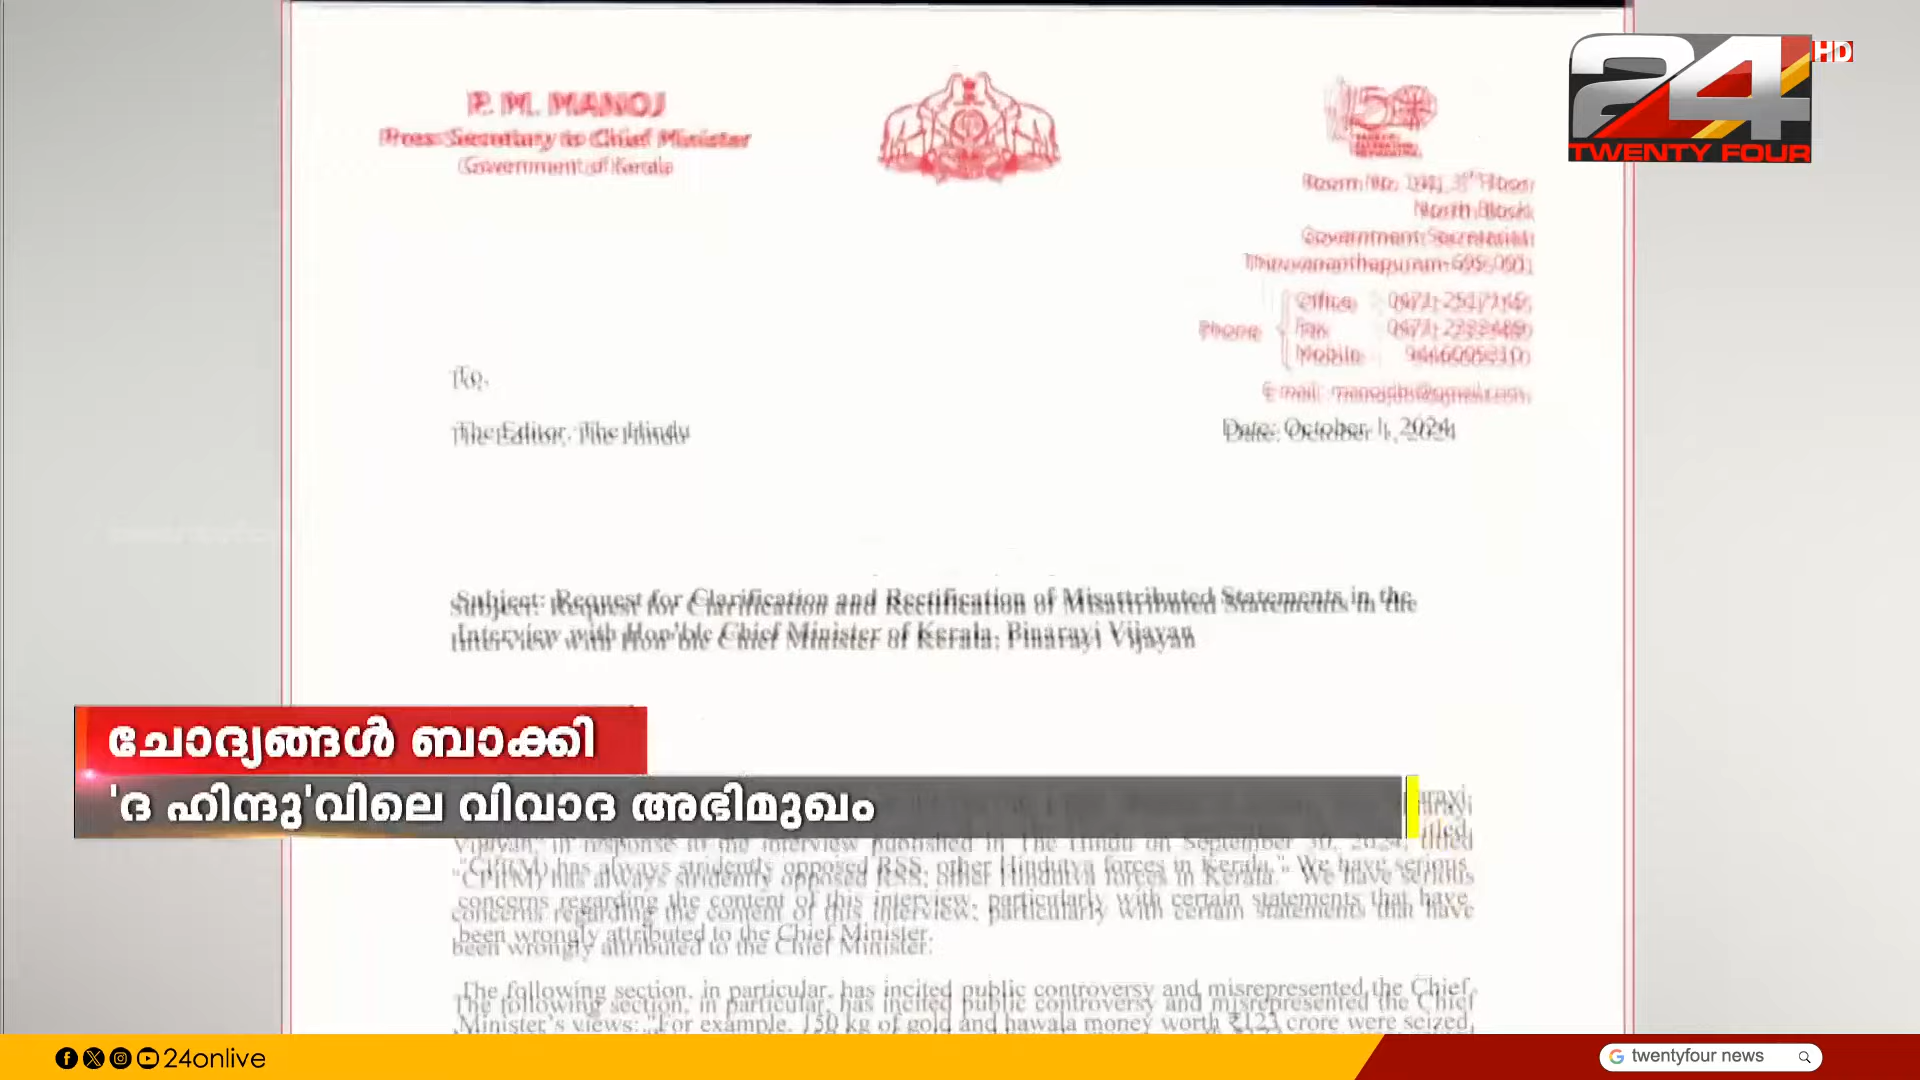 P. M. MANOJ
Press Secretary to Chief Minister
Government of Kerala
24
HD
TWENTY FOUR
150
North Block
Government Secretariat
Thiruvananthapuram-695 001
Phone
Office
Fax
Mobile
To,
The Editor, The Hindu
Date: October 1, 2024
Subject: Request for Clarification and Rectification of Misattributed Statements in the
Interview with Hon'ble Chief Minister of Kerala, Pinarayi Vijayan
ചോദ്യങ്ങൾ ബാക്കി
'ദ ഹിന്ദു'വിലെ വിവാദ അഭിമുഖം
Vijayan, in response to the interview published in The Hindu on September 30, 2024, titled
"CPI(M) has always stridently opposed RSS, other Hindutva forces in Kerala." We have serious
concerns regarding the content of this interview, particularly with certain statements that have
been wrongly attributed to the Chief Minister.
The following section, in particular, has incited public controversy and misrepresented the Chief
Minister's views: "For example, 150 kg of gold and hawala money worth ₹123 crore were seized
24onlive
twentyfour news